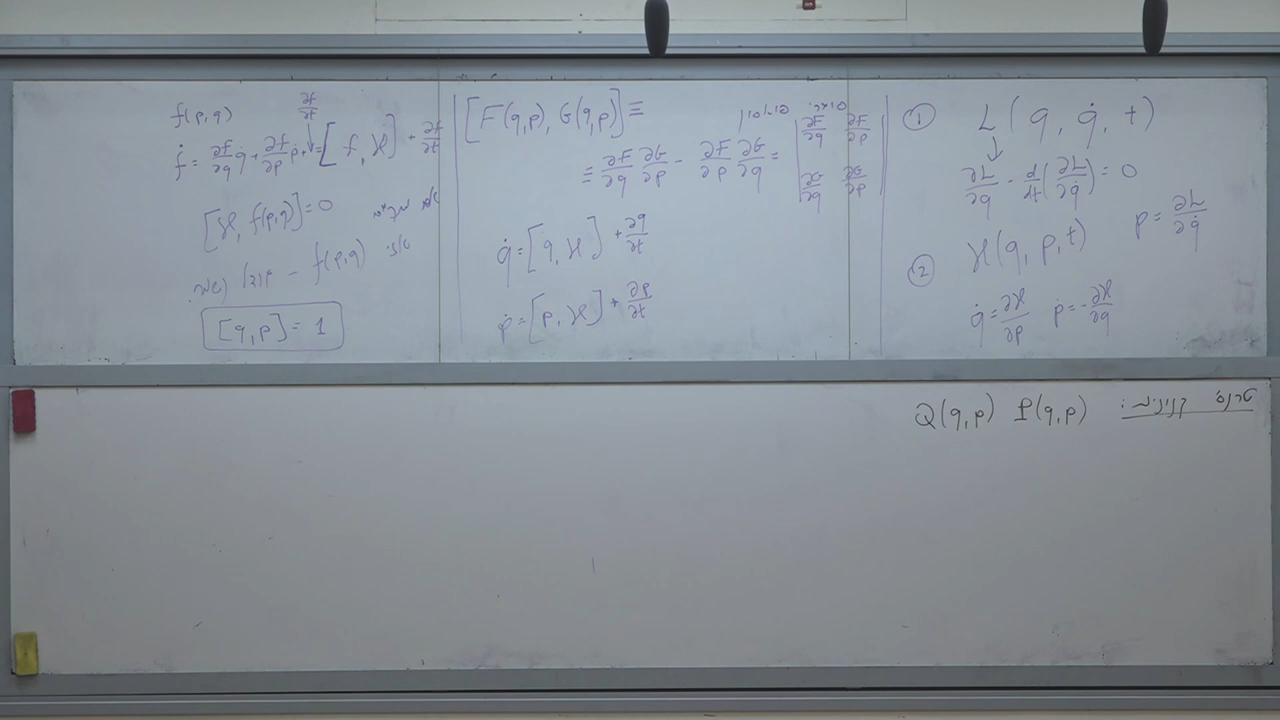 ① L(q, q̇, t)
↓
∂L/∂q - d/dt(∂L/∂q̇) = 0
p = ∂L/∂q̇
② ℋ(q, p, t)
q̇ = ∂ℋ/∂p ṗ = -∂ℋ/∂q
[F(q,p), G(q,p)] ≡
≡ ∂F/∂q ∂G/∂p - ∂F/∂p ∂G/∂q = | ∂F/∂q ∂F/∂p
∂G/∂q ∂G/∂p |
q̇ = [q, ℋ] + ∂q/∂t
ṗ = [p, ℋ] + ∂p/∂t
f(p,q)
∂f/∂t
↓
ḟ = ∂f/∂q q̇ + ∂f/∂p ṗ + = [f, ℋ] + ∂f/∂t
[ℋ, f(p,q)] = 0
f(p,q) -
[q,p] = 1
Q(q,p) P(q,p)